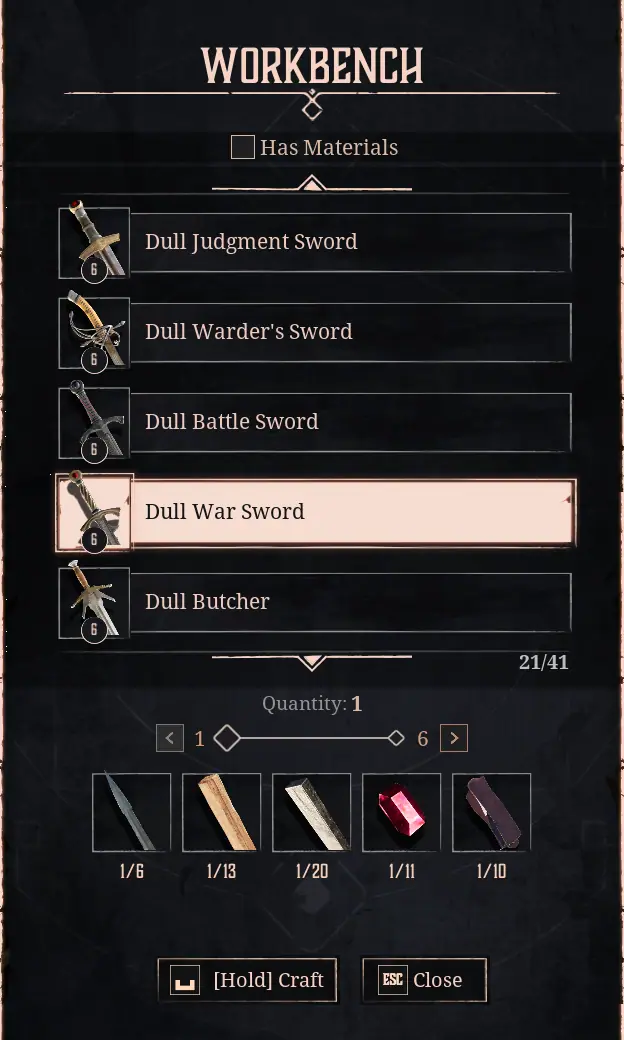 WORKBENCH
Has Materials
6
Dull Judgment Sword
6
Dull Warder's Sword
6
Dull Battle Sword
6
Dull War Sword
6
Dull Butcher
21/41
Quantity: 1
< 1 6 >
1/6 1/13 1/20 1/11 1/10
[Hold] Craft ESC Close